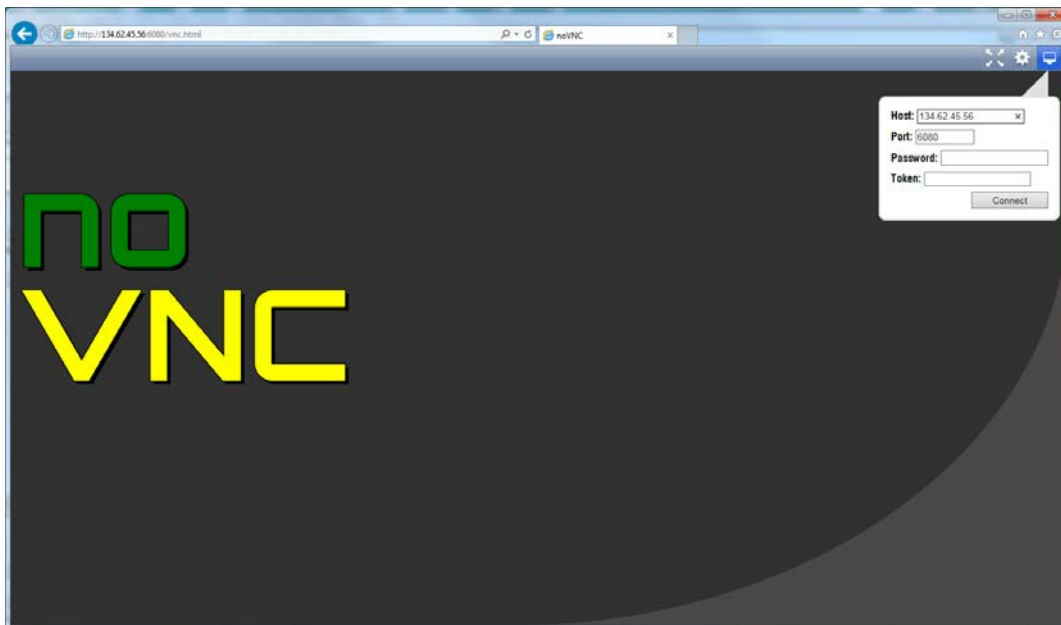 http://134.62.45.56:6080/vnc.html
noVNC
Host: 134.62.45.56
Port: 6080
Password:
Token:
Connect
no
VNC